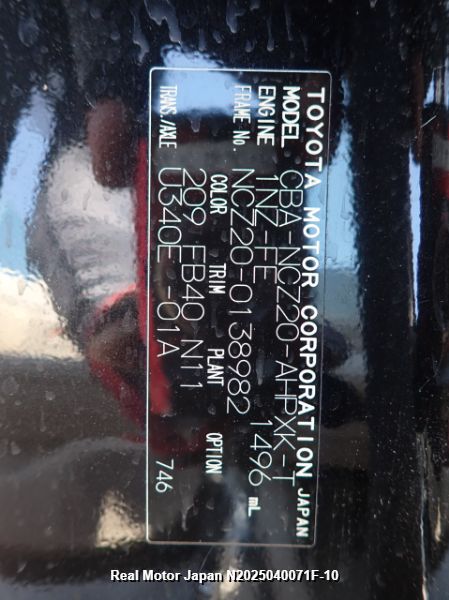 TOYOTA MOTOR CORPORATION JAPAN
MODEL CBA-NCZ20-AHPXK-T
ENGINE 1NZ-FE 1496 mL
FRAME No. NCZ20-0138982
COLOR TRIM PLANT OPTION
209 FB40 N11
TRANS/AXLE U340E-01A 746
Real Motor Japan N2025040071F-10